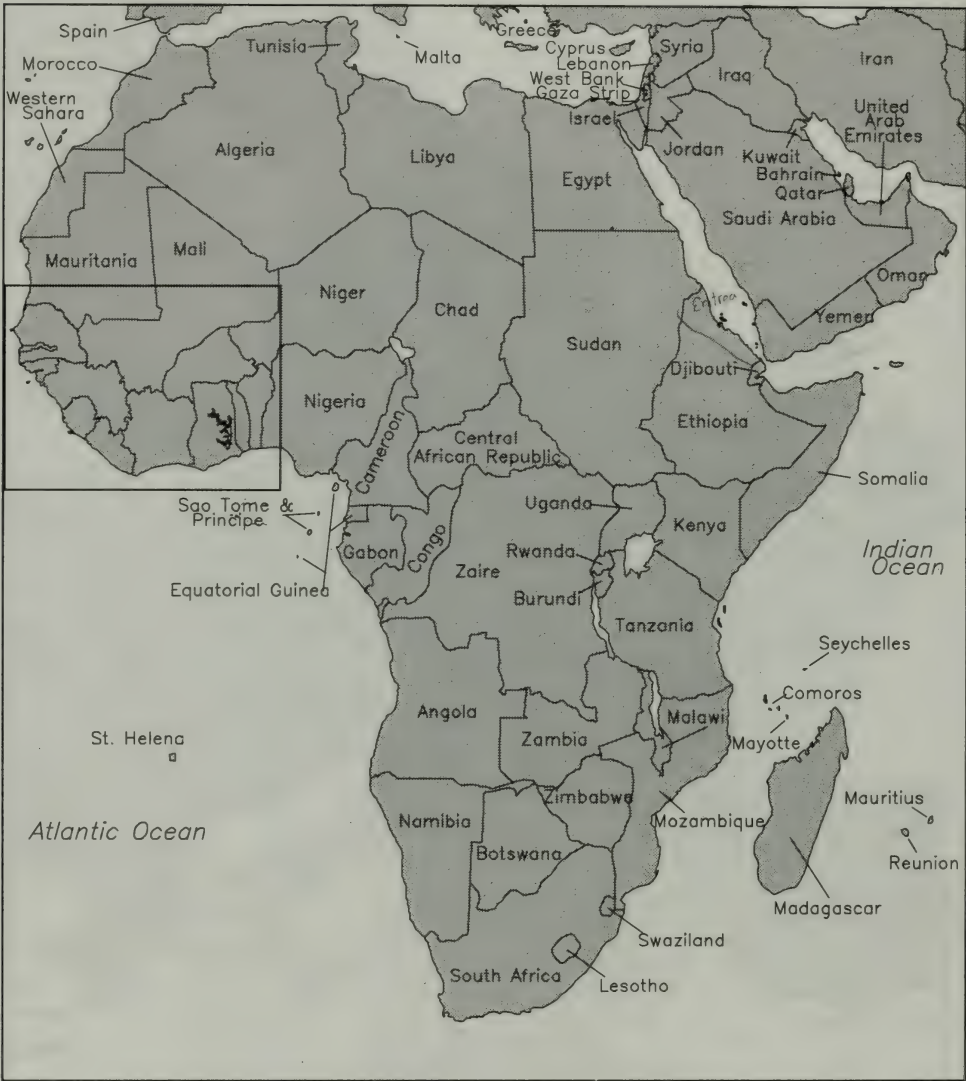 Spain
Tunisia
Malta
Greece
Cyprus
Syria
Lebanon
West Bank
Gaza Strip
Israel
Iraq
Iran
Morocco
Western
Sahara
Algeria
Libya
Egypt
Jordan
Kuwait
Bahrain
Qatar
United
Arab
Emirates
Saudi Arabia
Oman
Yemen
Mauritania
Mali
Niger
Chad
Sudan
Eritrea
Djibouti
Ethiopia
Somalia
Nigeria
Cameroon
Central
African Republic
Sao Tome &
Principe
Equatorial Guinea
Gabon
Congo
Zaire
Uganda
Kenya
Rwanda
Burundi
Tanzania
Indian
Ocean
Seychelles
Comoros
Mayotte
St. Helena
Angola
Zambia
Malawi
Atlantic Ocean
Namibia
Zimbabwe
Botswana
Mozambique
Mauritius
Reunion
Madagascar
Swaziland
South Africa
Lesotho